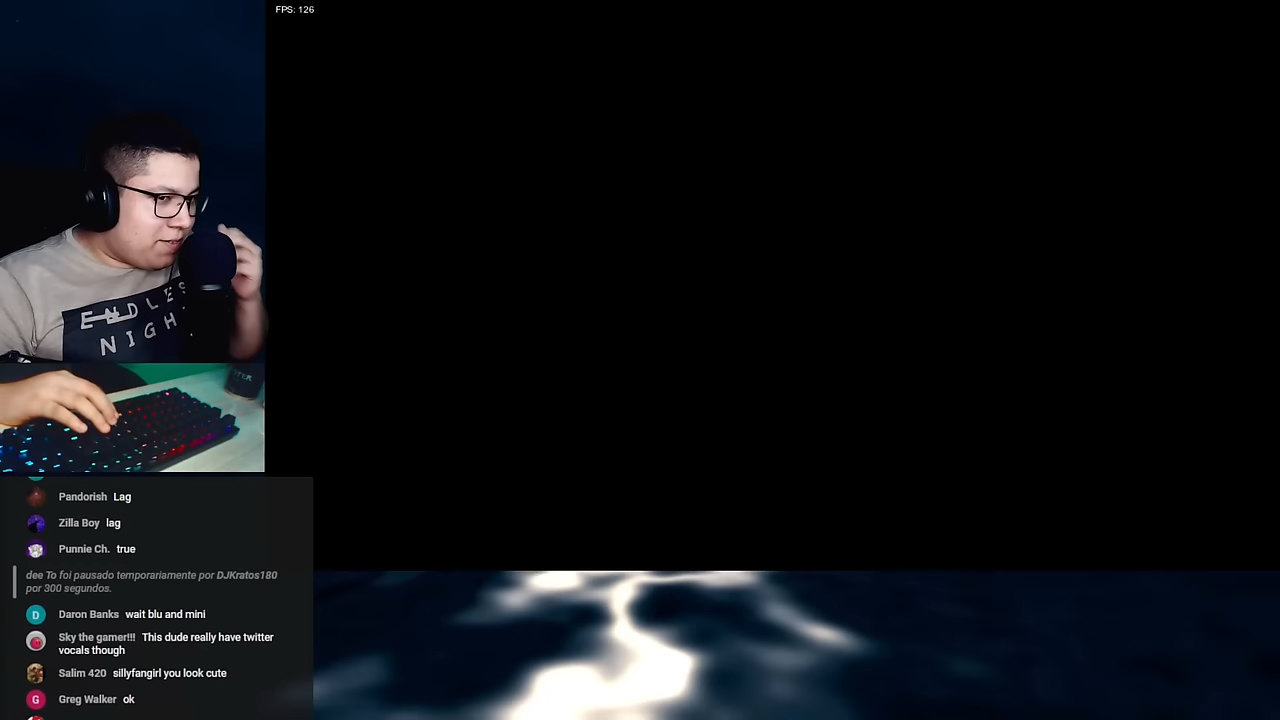 FPS: 126
ENDLES
NIGH
Pandorish Lag
Zilla Boy lag
Punnie Ch. true
dee To foi pausado temporariamente por DJKratos180
por 300 segundos.
D Daron Banks wait blu and mini
Sky the gamer!!! This dude really have twitter
vocals though
Salim 420 sillyfangirl you look cute
G Greg Walker ok